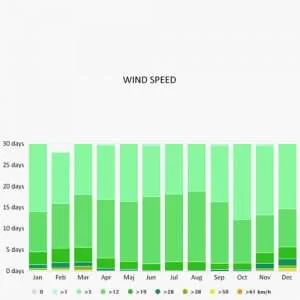 WIND SPEED
30 days
25 days
20 days
15 days
10 days
5 days
0 days
Jan Feb Mar Apr May Jun Jul Aug Sep Oct Nov Dec
0 >1 >5 >12 >19 >28 >38 >50 >61 km/h